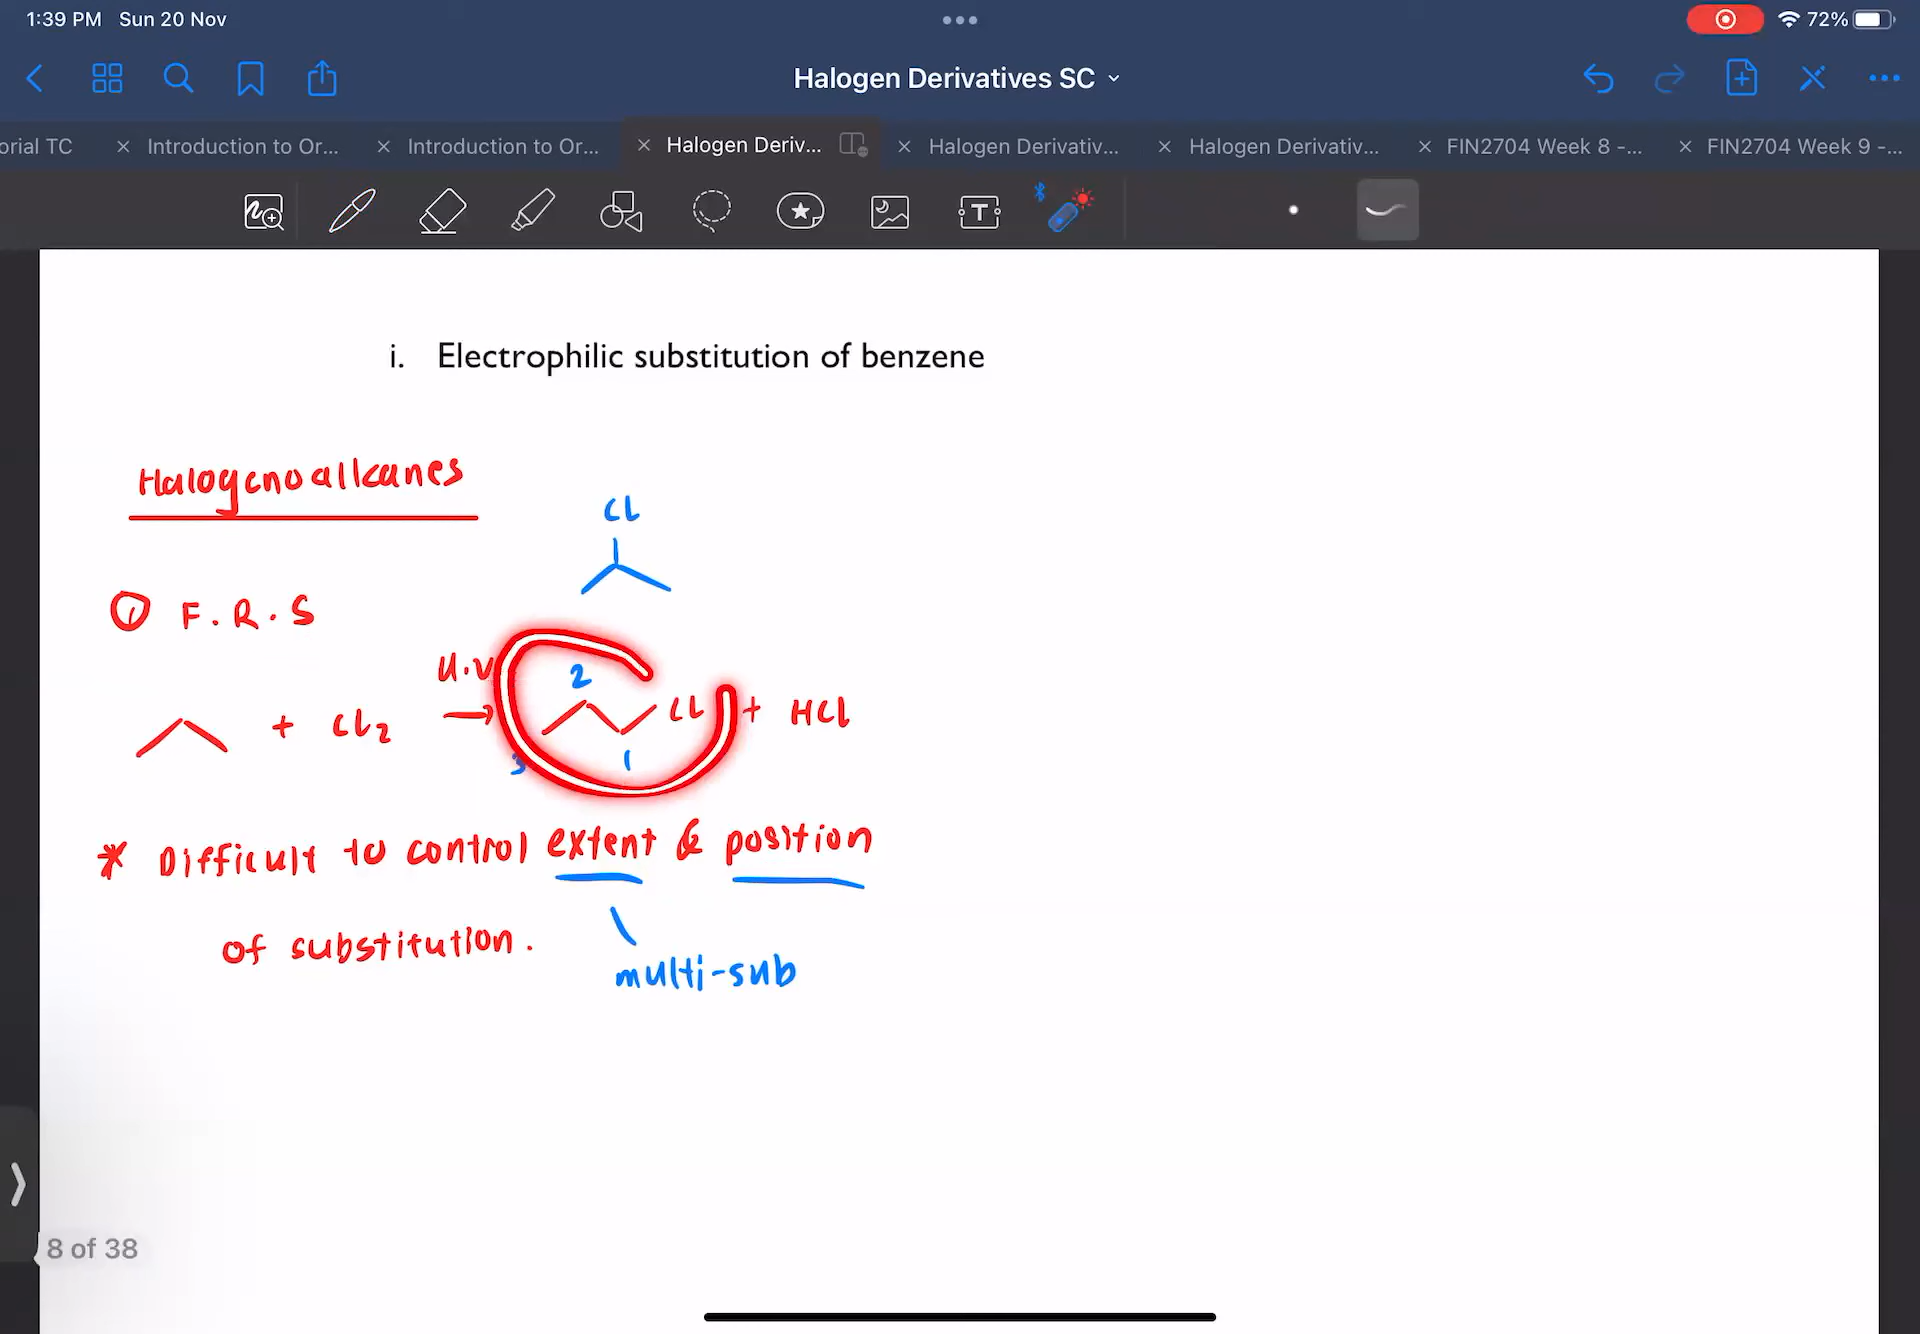 1:39 PM Sun 20 Nov
72%
Halogen Derivatives SC
orial TC
Introduction to Or...
Introduction to Or...
Halogen Deriv...
Halogen Derivativ...
Halogen Derivativ...
FIN2704 Week 8 -...
FIN2704 Week 9 -...
i. Electrophilic substitution of benzene
Halogenoalkanes
Cl
① F.R.S
U.V
2
+ Cl₂ → Cl + HCl
3 1
* Difficult to control extent & position
of substitution.
multi-sub
8 of 38